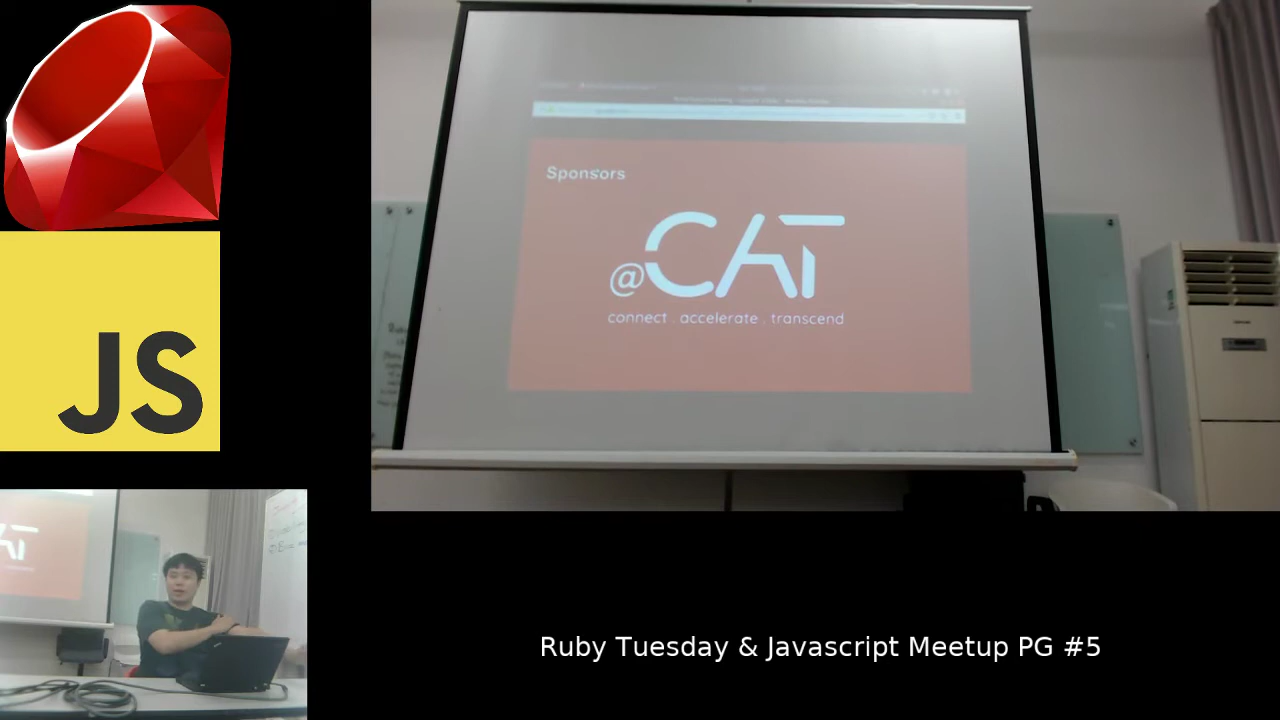 JS
Sponsors
@CAT
connect . accelerate . transcend
Ruby Tuesday & Javascript Meetup PG #5